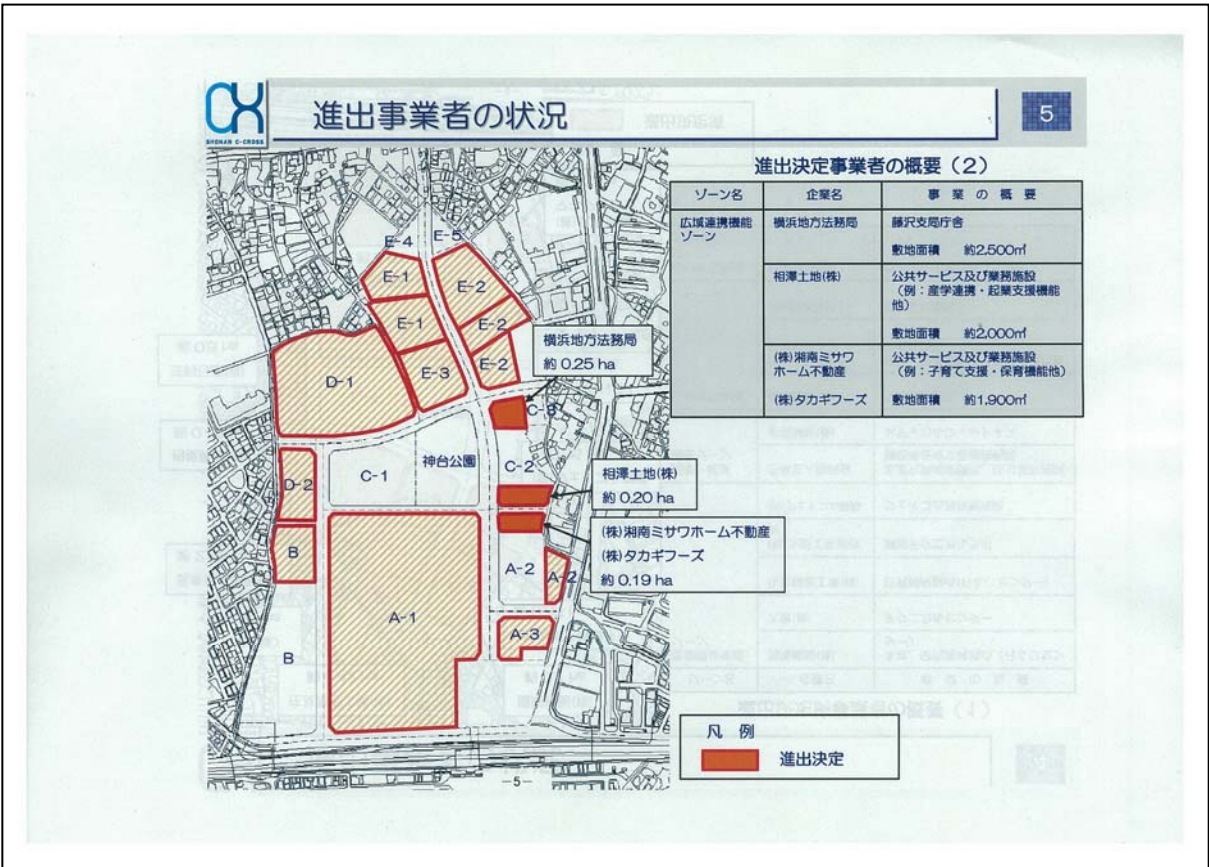 CX
SHONAN C-CROSS
進出事業者の状況
5
進出決定事業者の概要（2）
ゾーン名 企業名 事業の概要
広域連携機能
ゾーン
横浜地方法務局
藤沢支局庁舎
敷地面積 約2,500㎡
相澤土地(株)
公共サービス及び業務施設
（例：産学連携・起業支援機能
他）
敷地面積 約2,000㎡
(株)湘南ミサワ
ホーム不動産
(株)タカギフーズ
公共サービス及び業務施設
（例：子育て支援・保育機能他）
敷地面積 約1,900㎡
E-4
E-5
E-1
E-2
E-1
E-2
E-3
E-2
D-1
横浜地方法務局
約 0.25 ha
C-3
C-1
神台公園
C-2
D-2
相澤土地(株)
約 0.20 ha
B
(株)湘南ミサワホーム不動産
(株)タカギフーズ
約 0.19 ha
A-2
A-2
A-1
A-3
B
凡 例
進出決定
-5-